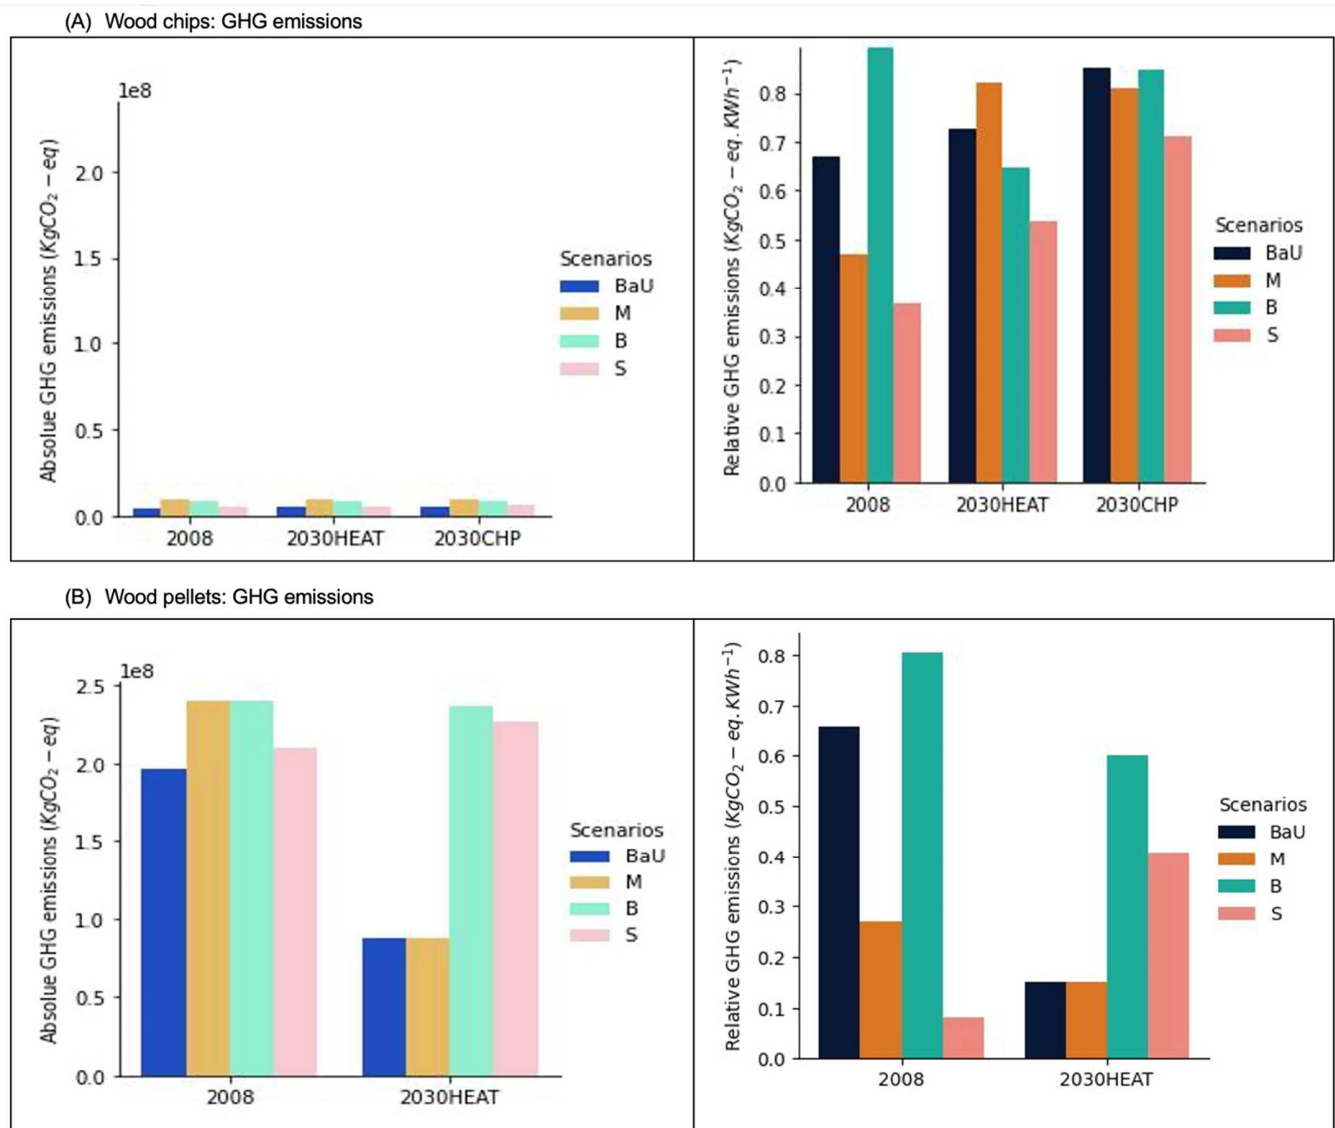 (A) Wood chips: GHG emissions
1e8
Absolue GHG emissions (KgCO₂ − eq)
2.0
1.5
1.0
0.5
0.0
2008 2030HEAT 2030CHP
Scenarios
BaU
M
B
S
Relative GHG emissions (KgCO₂ − eq. KWh⁻¹)
0.8
0.7
0.6
0.5
0.4
0.3
0.2
0.1
0.0
2008 2030HEAT 2030CHP
Scenarios
BaU
M
B
S
(B) Wood pellets: GHG emissions
1e8
Absolue GHG emissions (KgCO₂ − eq)
2.5
2.0
1.5
1.0
0.5
0.0
2008 2030HEAT
Scenarios
BaU
M
B
S
Relative GHG emissions (KgCO₂ − eq. KWh⁻¹)
0.8
0.7
0.6
0.5
0.4
0.3
0.2
0.1
0.0
2008 2030HEAT
Scenarios
BaU
M
B
S